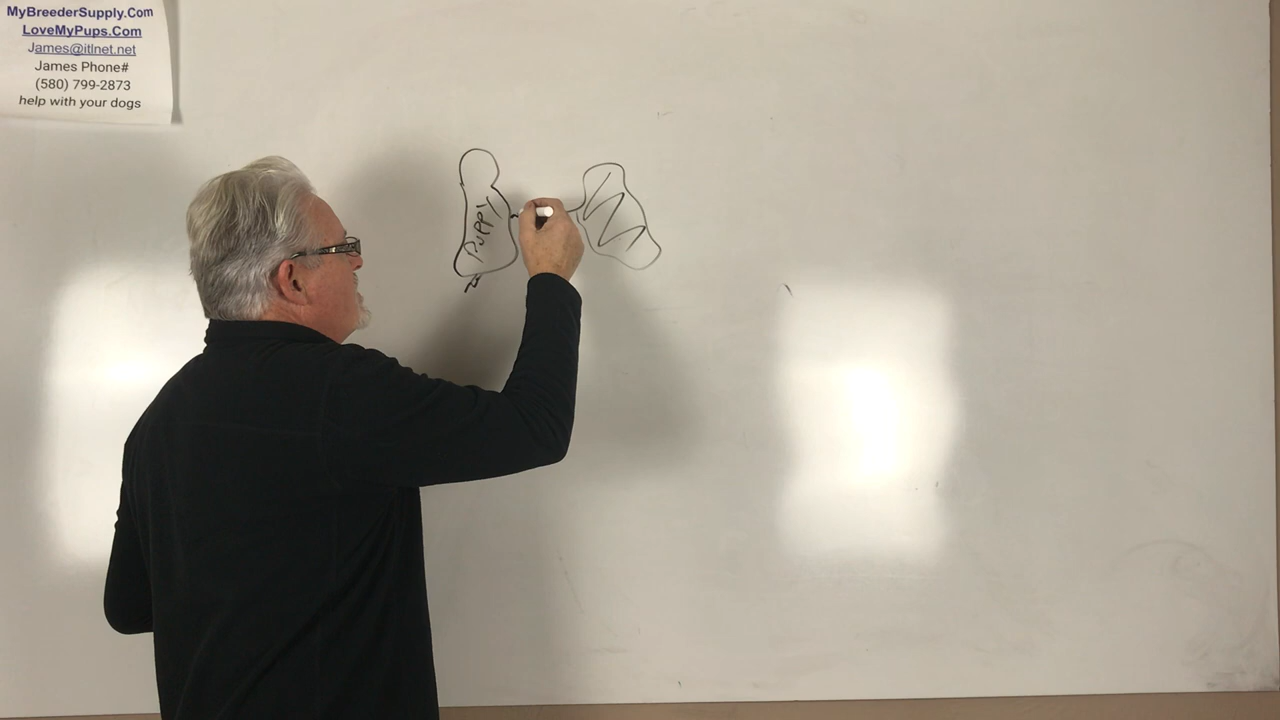 MyBreederSupply.Com
LoveMyPups.Com
James@itlnet.net
James Phone#
(580) 799-2873
help with your dogs
PUPPY